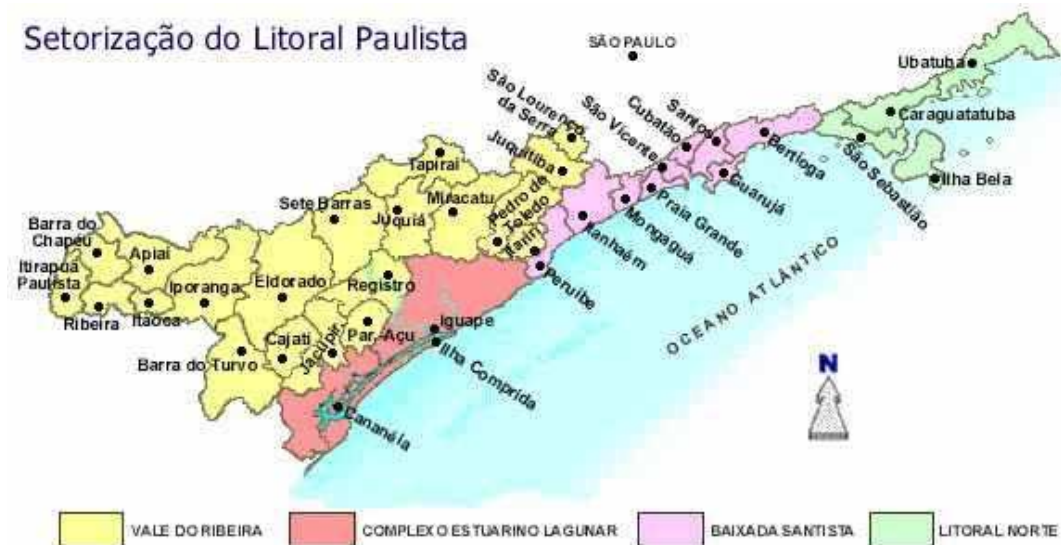 Setorização do Litoral Paulista
SÃO PAULO
Ubatuba
Caraguatatuba
São Sebastião
Ilha Bela
São Lourenço
da Serra
Juquitiba
São Vicente
Cubatão
Santos
Bertioga
Guarujá
Praia Grande
Mongaguá
Itanhaém
Peruíbe
Tapiraí
Miracatu
Pedro de
Toledo
Itariri
Sete Barras
Juquiá
Barra do
Chapéu
Apiaí
Itirapuã
Paulista
Ribeira
Itaóca
Iporanga
Eldorado
Registro
Cajati
Jacupir.
Par.-Açu
Barra do Turvo
Iguape
Ilha Comprida
Cananéia
OCEANO ATLÂNTICO
N
VALE DO RIBEIRA
COMPLEXO ESTUARINO LAGUNAR
BAIXADA SANTISTA
LITORAL NORTE